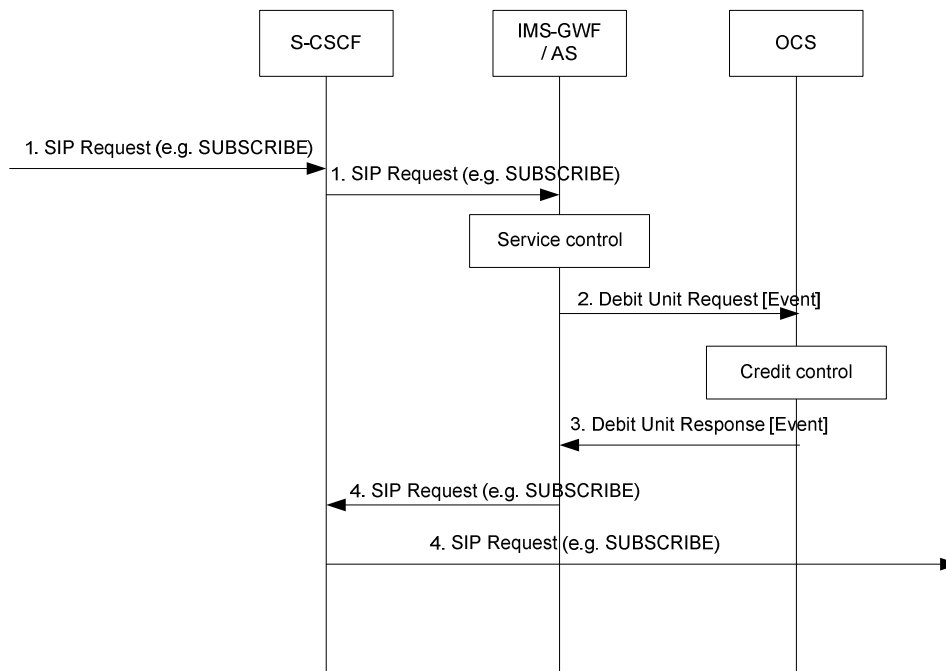 S-CSCF
IMS-GWF
/ AS
OCS
1. SIP Request (e.g. SUBSCRIBE)
1. SIP Request (e.g. SUBSCRIBE)
Service control
2. Debit Unit Request [Event]
Credit control
3. Debit Unit Response [Event]
4. SIP Request (e.g. SUBSCRIBE)
4. SIP Request (e.g. SUBSCRIBE)